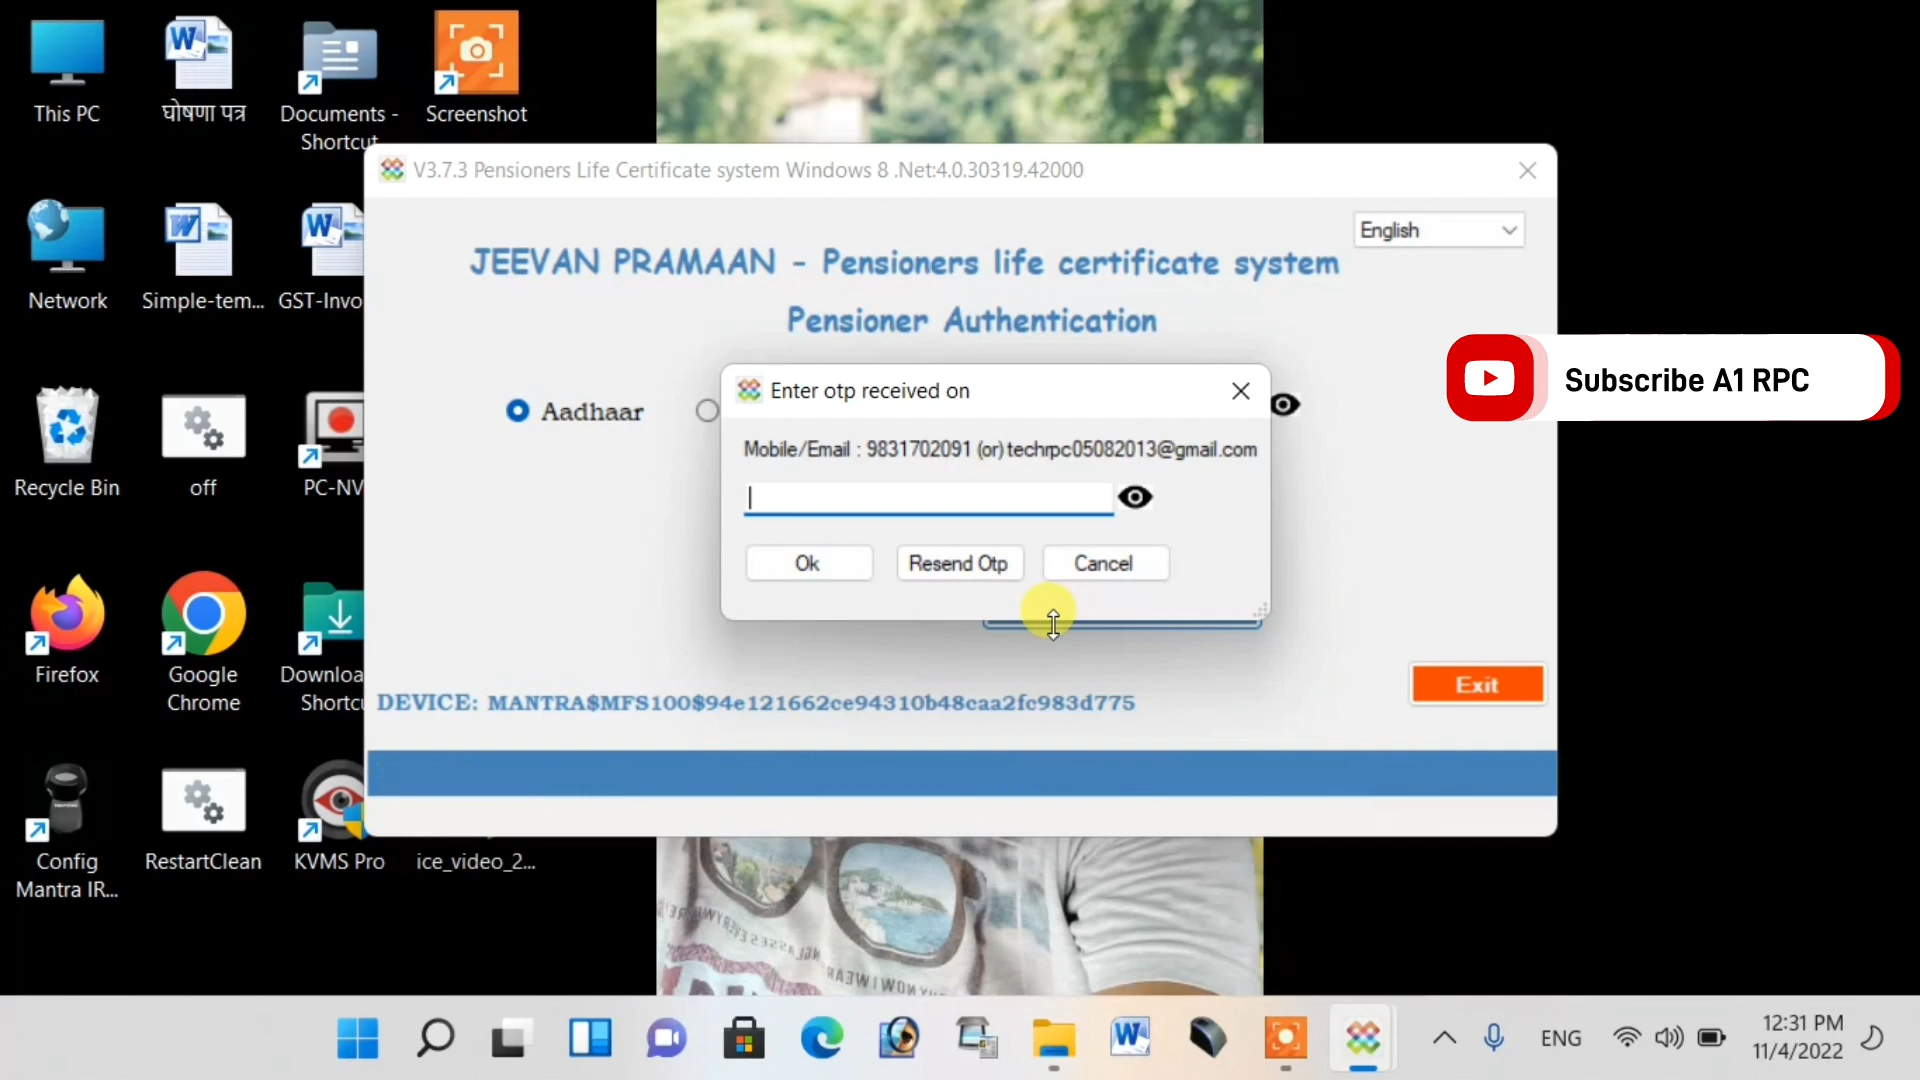 This PC
घोषणा पत्र
Documents -
Shortcut
Screenshot
Network
Simple-tem...
GST-Invo
Recycle Bin
off
PC-NV
Firefox
Google
Chrome
Downloa
Shortcu
Config
Mantra IR...
RestartClean
KVMS Pro
ice_video_2...
V3.7.3 Pensioners Life Certificate system Windows 8 .Net:4.0.30319.42000
English
JEEVAN PRAMAAN - Pensioners life certificate system
Pensioner Authentication
Aadhaar
Enter otp received on
Mobile/Email : 9831702091 (or) techrpc05082013@gmail.com
Ok
Resend Otp
Cancel
DEVICE: MANTRA$MFS100$94e121662ce94310b48caa2fc983d775
Exit
Subscribe A1 RPC
ENG
12:31 PM
11/4/2022